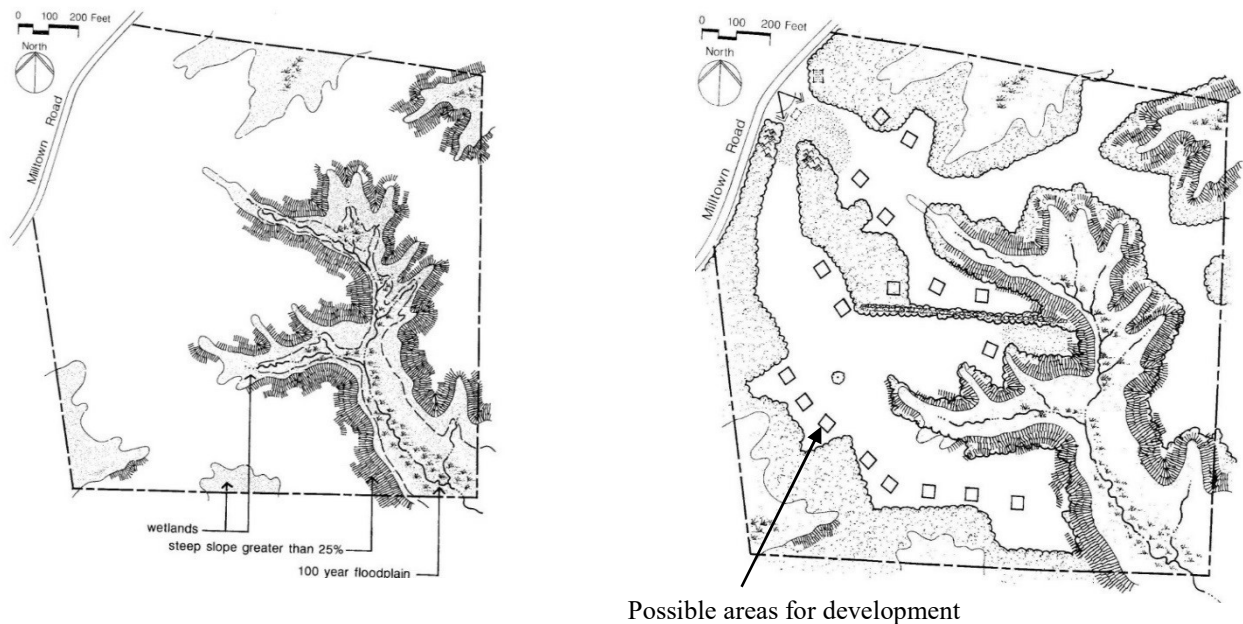 0 100 200 Feet
North
Milltown Road
wetlands
steep slope greater than 25%
100 year floodplain
0 100 200 Feet
North
Milltown Road
Possible areas for development